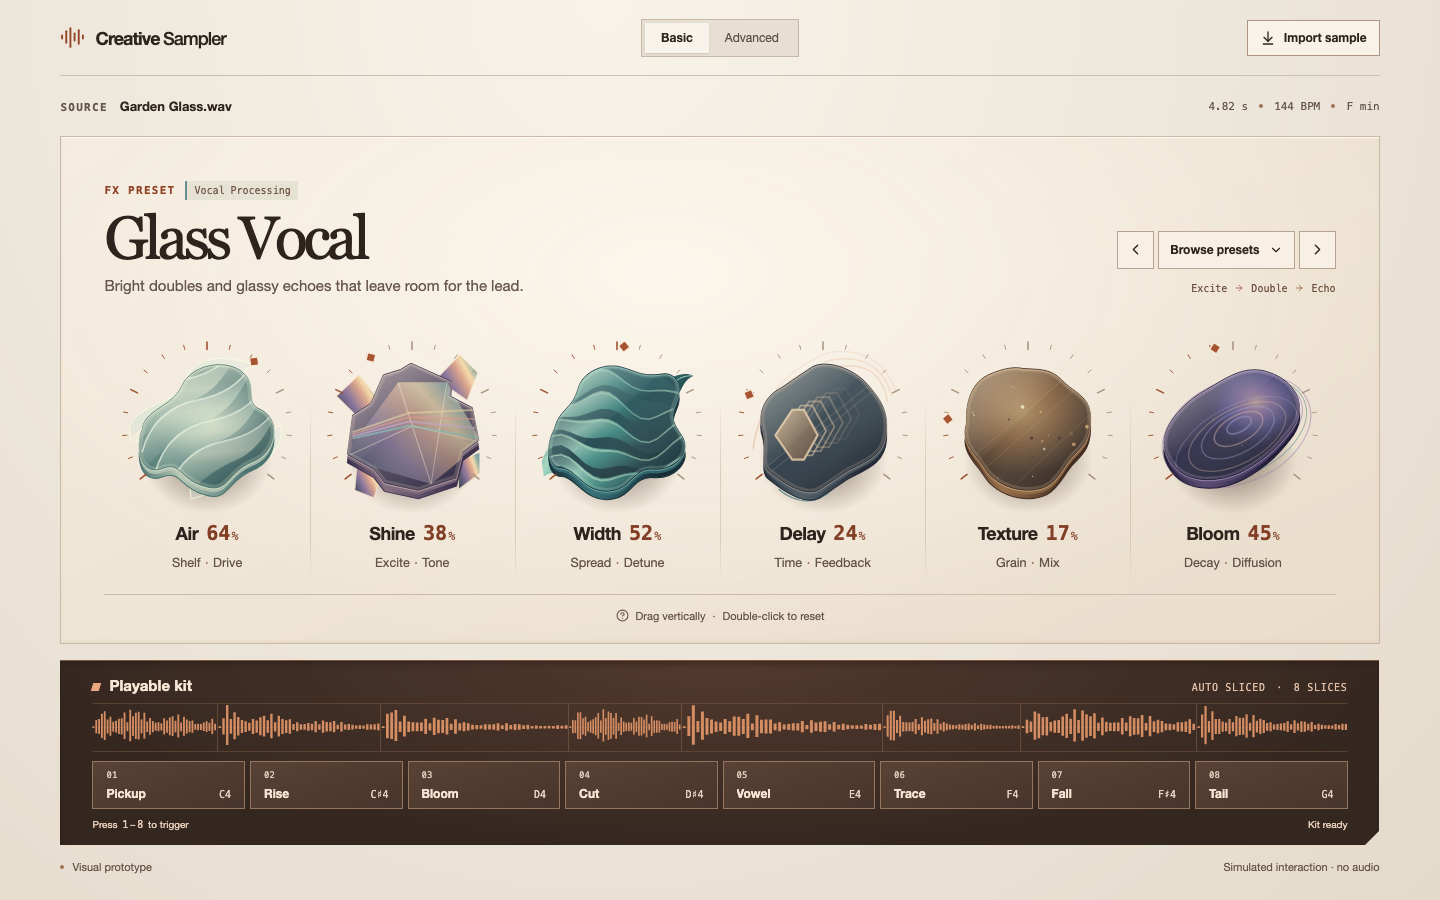 Creative Sampler
Basic
Advanced
Import sample
SOURCE Garden Glass.wav
4.82 s • 144 BPM • F min
FX PRESET
Vocal Processing
Glass Vocal
Bright doubles and glassy echoes that leave room for the lead.
Browse presets
Excite → Double → Echo
Air 64%
Shelf · Drive
Shine 38%
Excite · Tone
Width 52%
Spread · Detune
Delay 24%
Time · Feedback
Texture 17%
Grain · Mix
Bloom 45%
Decay · Diffusion
Drag vertically · Double-click to reset
Playable kit
AUTO SLICED · 8 SLICES
01
Pickup C4
02
Rise C♯4
03
Bloom D4
04
Cut D♯4
05
Vowel E4
06
Trace F4
07
Fall F♯4
08
Tail G4
Press 1–8 to trigger
Kit ready
• Visual prototype
Simulated interaction · no audio